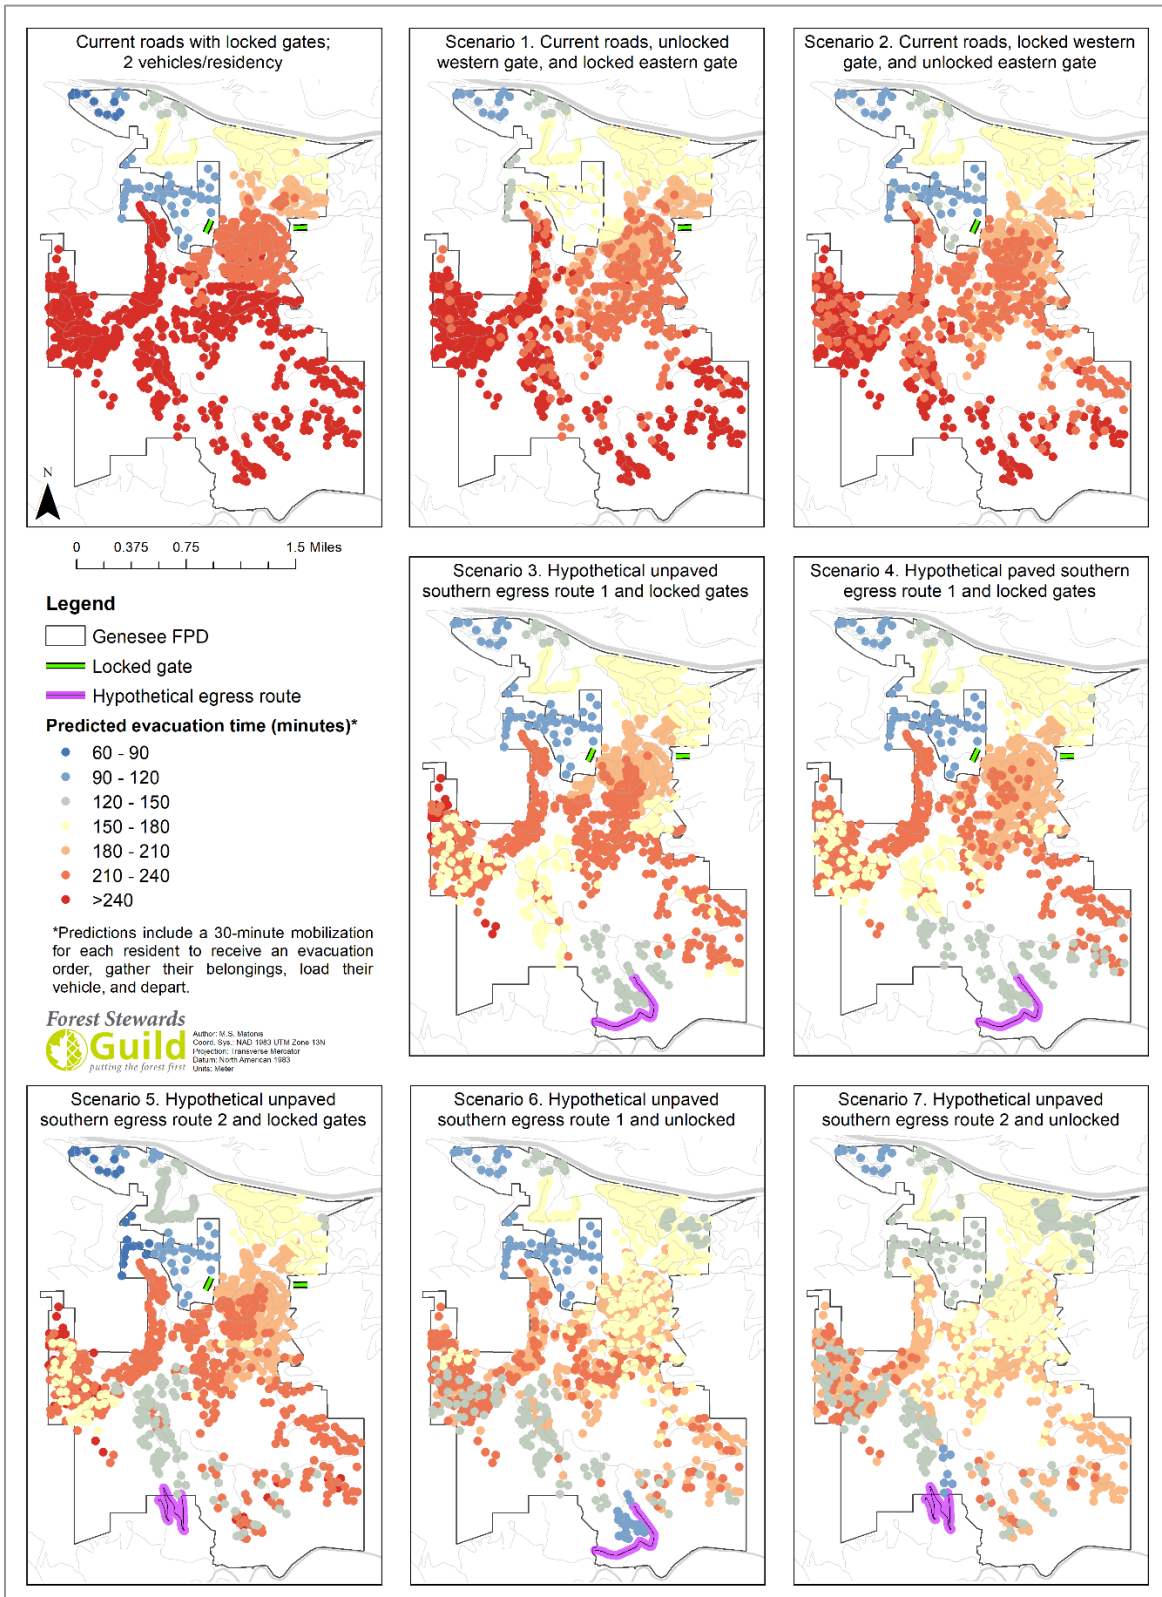 Current roads with locked gates;
2 vehicles/residency
Scenario 1. Current roads, unlocked
western gate, and locked eastern gate
Scenario 2. Current roads, locked western
gate, and unlocked eastern gate
N
0 0.375 0.75 1.5 Miles
Legend
Genesee FPD
Locked gate
Hypothetical egress route
Predicted evacuation time (minutes)*
60 - 90
90 - 120
120 - 150
150 - 180
180 - 210
210 - 240
>240
*Predictions include a 30-minute mobilization
for each resident to receive an evacuation
order, gather their belongings, load their
vehicle, and depart.
Forest Stewards
Guild
putting the forest first
Author: M.S. Matonis
Coord. Sys.: NAD 1983 UTM Zone 13N
Projection: Transverse Mercator
Datum: North American 1983
Units: Meter
Scenario 3. Hypothetical unpaved
southern egress route 1 and locked gates
Scenario 4. Hypothetical paved southern
egress route 1 and locked gates
Scenario 5. Hypothetical unpaved
southern egress route 2 and locked gates
Scenario 6. Hypothetical unpaved
southern egress route 1 and unlocked
Scenario 7. Hypothetical unpaved
southern egress route 2 and unlocked